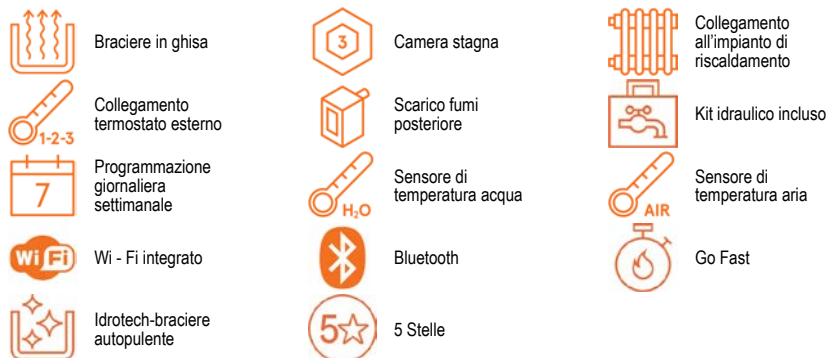 Braciere in ghisa
3
Camera stagna
Collegamento
all'impianto di
riscaldamento
1-2-3
Collegamento
termostato esterno
Scarico fumi
posteriore
Kit idraulico incluso
7
Programmazione
giornaliera
settimanale
H₂O
Sensore di
temperatura acqua
AIR
Sensore di
temperatura aria
WiFi
Wi - Fi integrato
Bluetooth
Go Fast
Idrotech-braciere
autopulente
5
5 Stelle